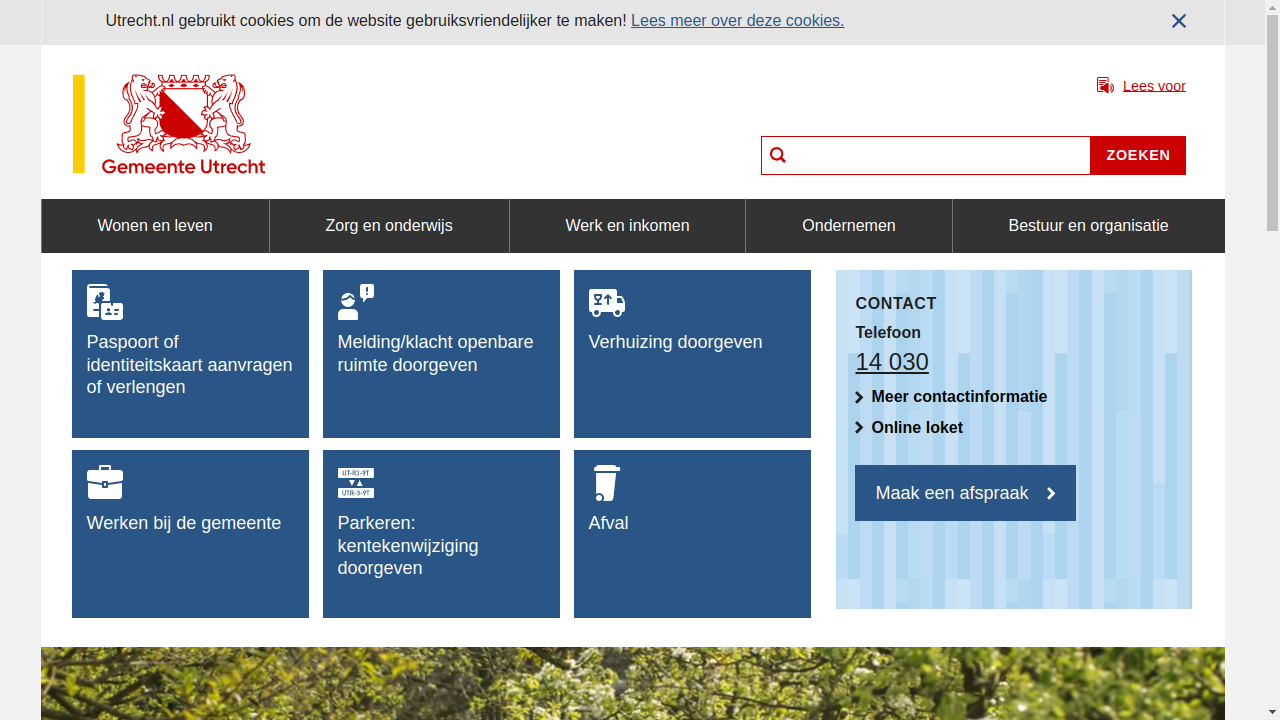 Utrecht.nl gebruikt cookies om de website gebruiksvriendelijker te maken! Lees meer over deze cookies.
Gemeente Utrecht
Lees voor
ZOEKEN
Wonen en leven
Zorg en onderwijs
Werk en inkomen
Ondernemen
Bestuur en organisatie
Paspoort of
identiteitskaart aanvragen
of verlengen
Melding/klacht openbare
ruimte doorgeven
Verhuizing doorgeven
Werken bij de gemeente
UT-RJ-9T
UTR-3-9T
Parkeren:
kentekenwijziging
doorgeven
Afval
CONTACT
Telefoon
14 030
Meer contactinformatie
Online loket
Maak een afspraak